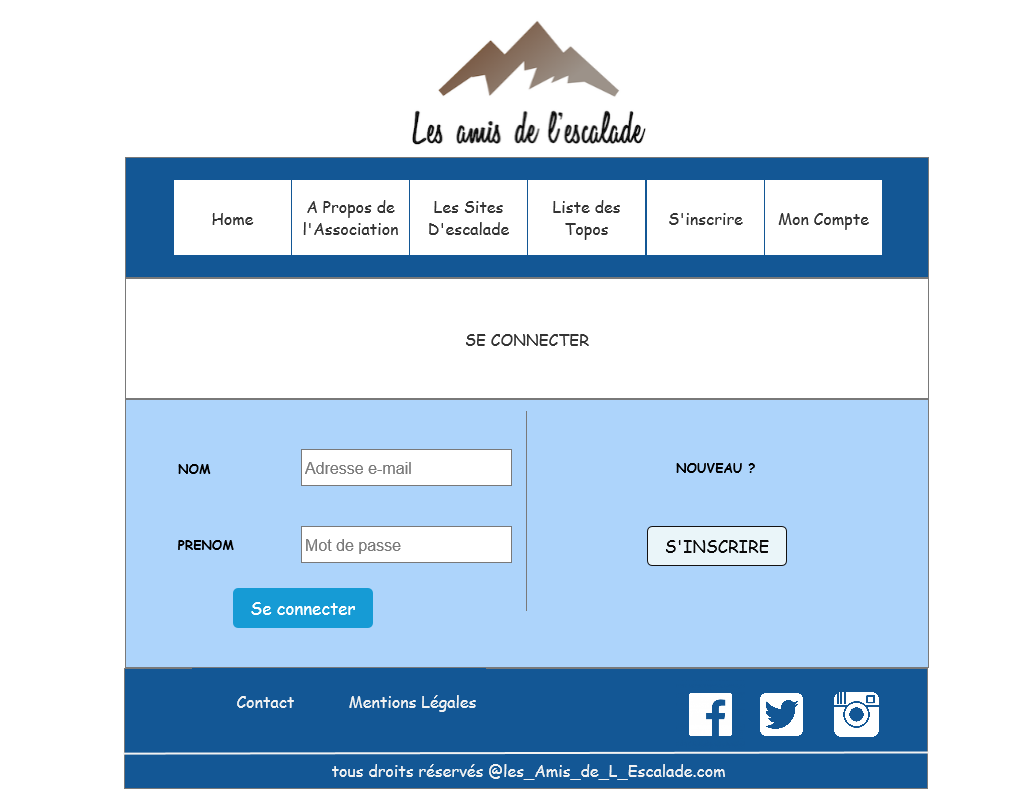 Les amis de l'escalade
Home
A Propos de
l'Association
Les Sites
D'escalade
Liste des
Topos
S'inscrire
Mon Compte
SE CONNECTER
NOM
Adresse e-mail
PRENOM
Mot de passe
Se connecter
NOUVEAU ?
S'INSCRIRE
Contact
Mentions Légales
tous droits réservés @les_Amis_de_L_Escalade.com